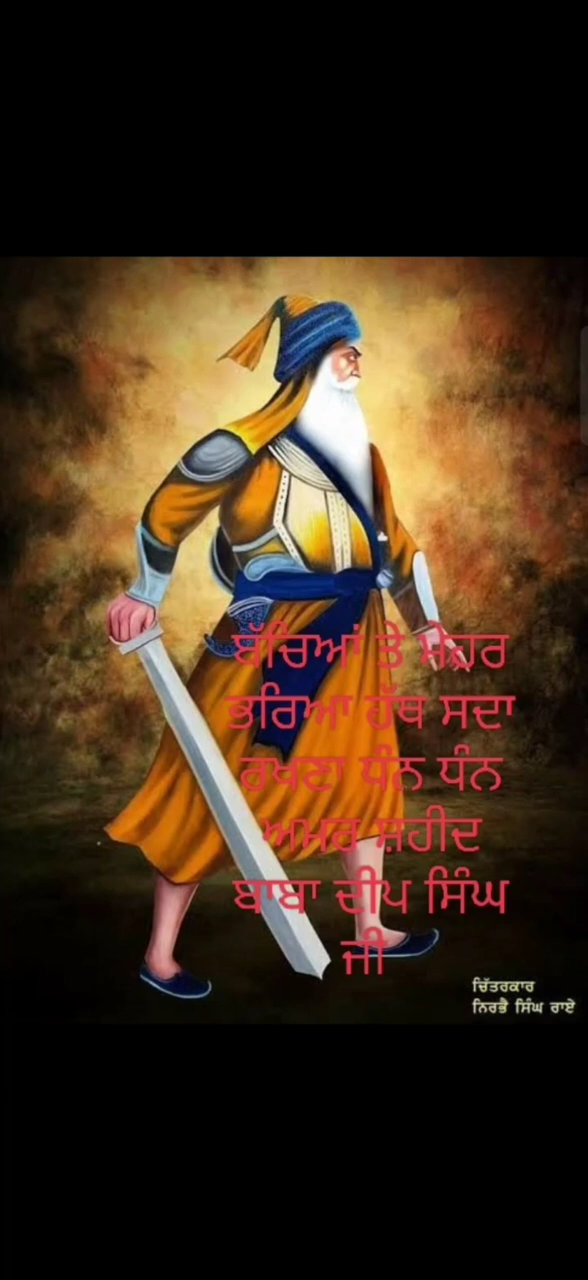 ਬੱਚਿਆਂ ਤੇ ਮੇਹਰ
ਭਰਿਆ ਹੱਥ ਸਦਾ
ਰਖਣਾ ਧੰਨ ਧੰਨ
ਅਮਰ ਸ਼ਹੀਦ
ਬਾਬਾ ਦੀਪ ਸਿੰਘ
ਜੀ
ਚਿੱਤਰਕਾਰ
ਨਿਰਭੈ ਸਿੰਘ ਰਾਏ